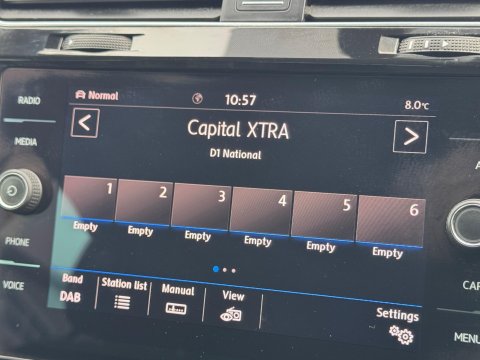 RADIO
MEDIA
PHONE
VOICE
Normal
10:57
8.0°C
<
Capital XTRA
>
D1 National
1 2 3 4 5 6
Empty Empty Empty Empty Empty Empty
Band
DAB
Station list
Manual
View
Settings
MENU